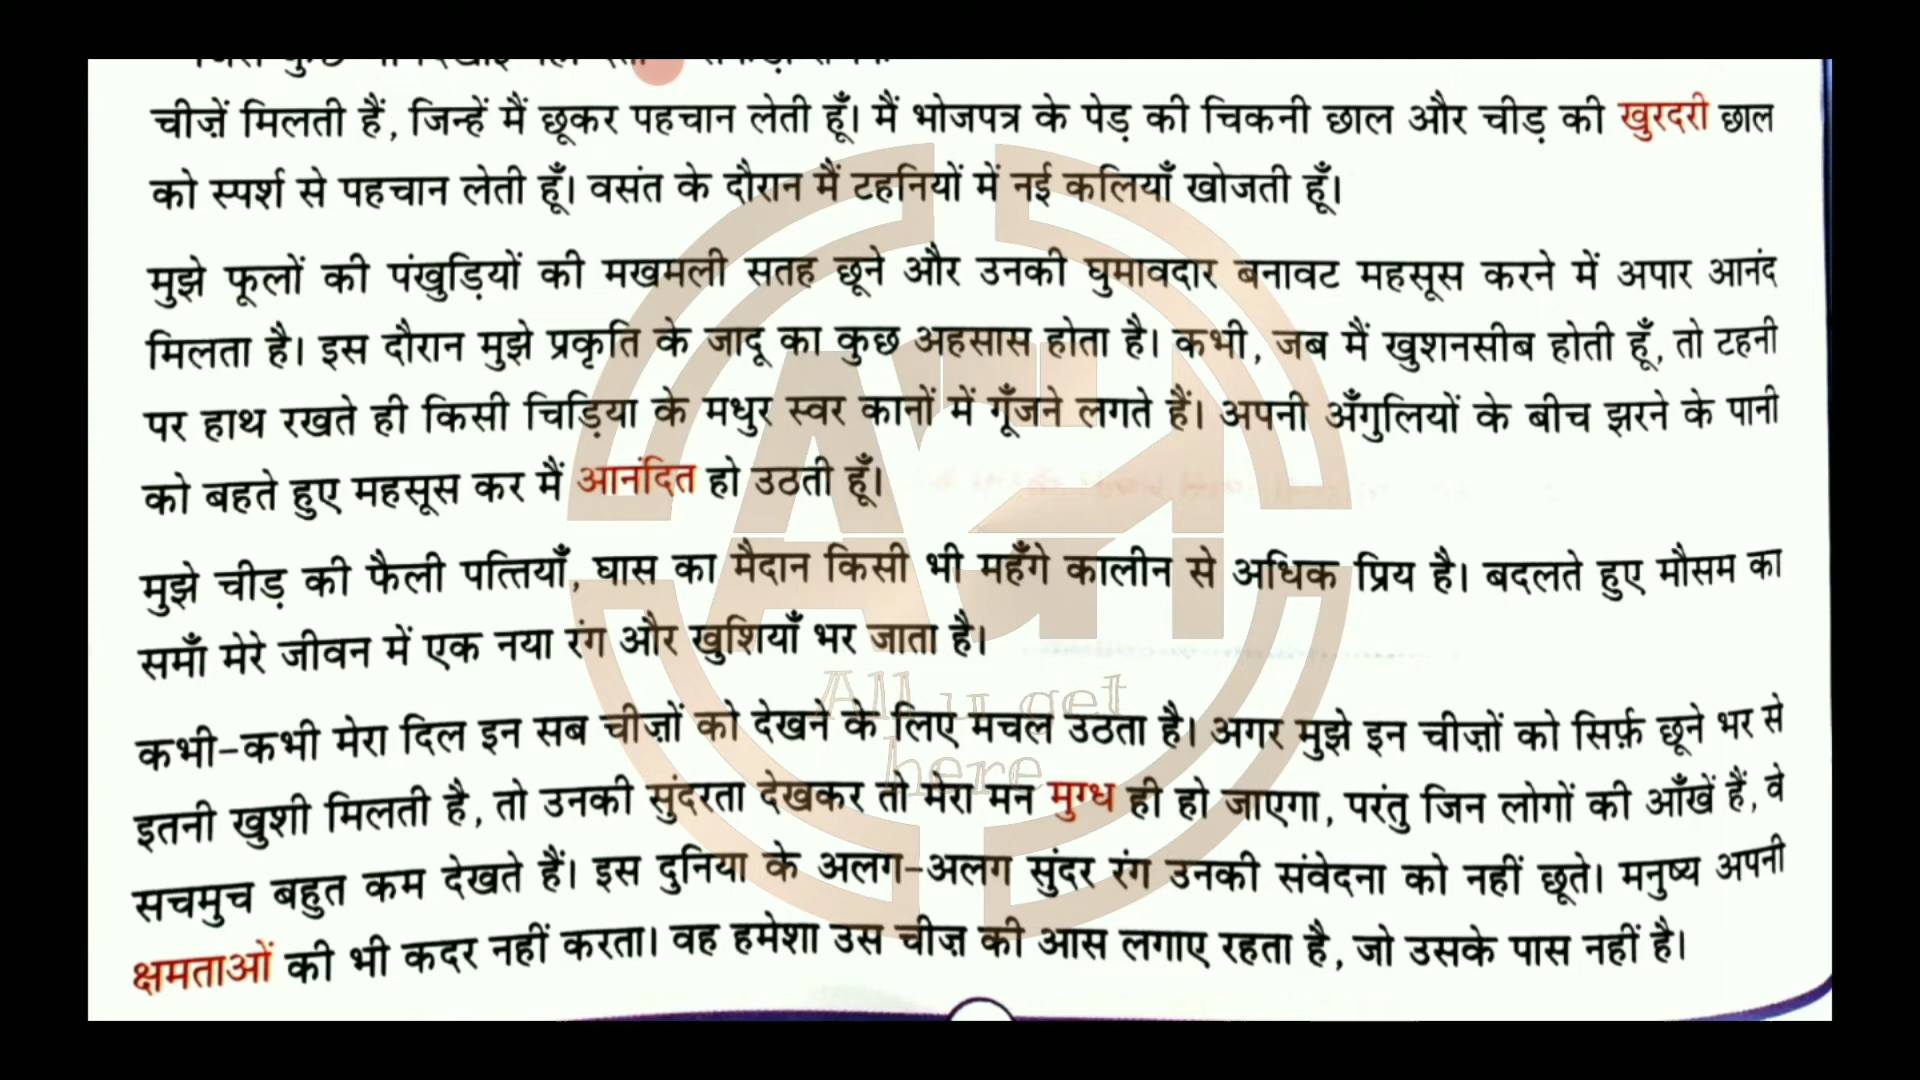 चीज़ें मिलती हैं, जिन्हें मैं छूकर पहचान लेती हूँ। मैं भोजपत्र के पेड़ की चिकनी छाल और चीड़ की खुरदरी छाल
को स्पर्श से पहचान लेती हूँ। वसंत के दौरान मैं टहनियों में नई कलियाँ खोजती हूँ।
मुझे फूलों की पंखुड़ियों की मखमली सतह छूने और उनकी घुमावदार बनावट महसूस करने में अपार आनंद
मिलता है। इस दौरान मुझे प्रकृति के जादू का कुछ अहसास होता है। कभी, जब मैं खुशनसीब होती हूँ, तो टहनी
पर हाथ रखते ही किसी चिड़िया के मधुर स्वर कानों में गूँजने लगते हैं। अपनी अँगुलियों के बीच झरने के पानी
को बहते हुए महसूस कर मैं आनंदित हो उठती हूँ।
मुझे चीड़ की फैली पत्तियाँ, घास का मैदान किसी भी महँगे कालीन से अधिक प्रिय है। बदलते हुए मौसम का
समाँ मेरे जीवन में एक नया रंग और खुशियाँ भर जाता है।
All u get
here
कभी-कभी मेरा दिल इन सब चीज़ों को देखने के लिए मचल उठता है। अगर मुझे इन चीज़ों को सिर्फ़ छूने भर से
इतनी खुशी मिलती है, तो उनकी सुंदरता देखकर तो मेरा मन मुग्ध ही हो जाएगा, परंतु जिन लोगों की आँखें हैं, वे
सचमुच बहुत कम देखते हैं। इस दुनिया के अलग-अलग सुंदर रंग उनकी संवेदना को नहीं छूते। मनुष्य अपनी
क्षमताओं की भी कदर नहीं करता। वह हमेशा उस चीज़ की आस लगाए रहता है, जो उसके पास नहीं है।